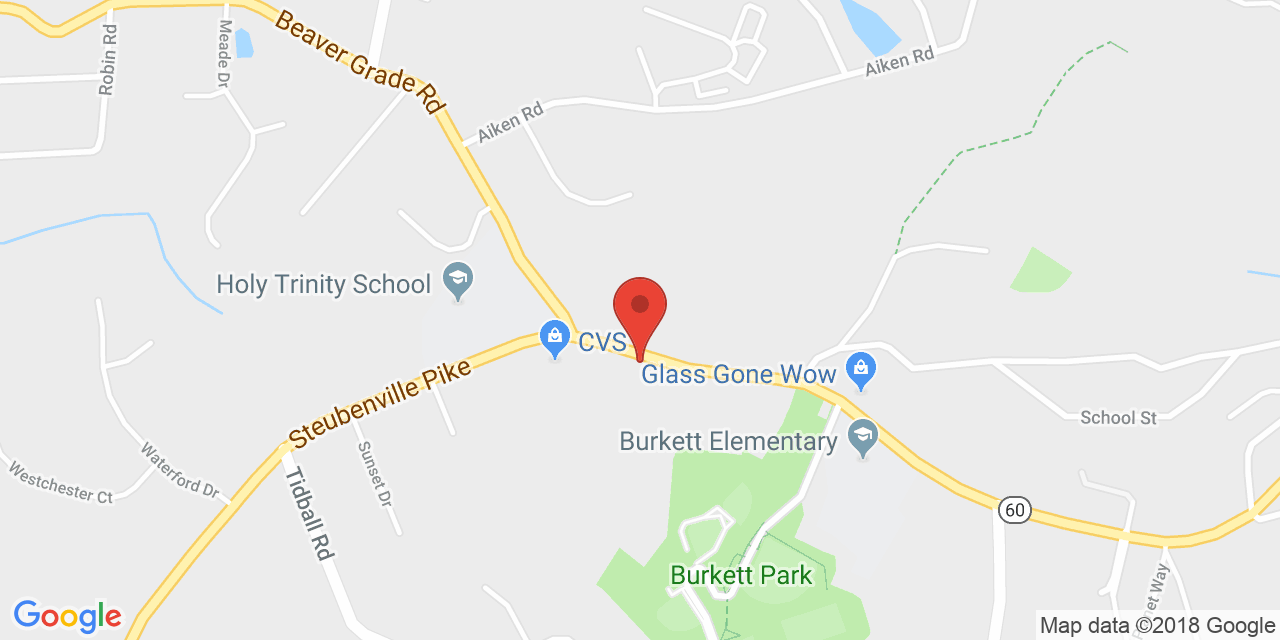 Robin Rd
Meade Dr
Beaver Grade Rd
Aiken Rd
Aiken Rd
Holy Trinity School
CVS
Glass Gone Wow
Steubenville Pike
School St
Burkett Elementary
Sunset Dr
Waterford Dr
Westchester Ct
Tidball Rd
60
Burkett Park
Way
Google
Map data ©2018 Google